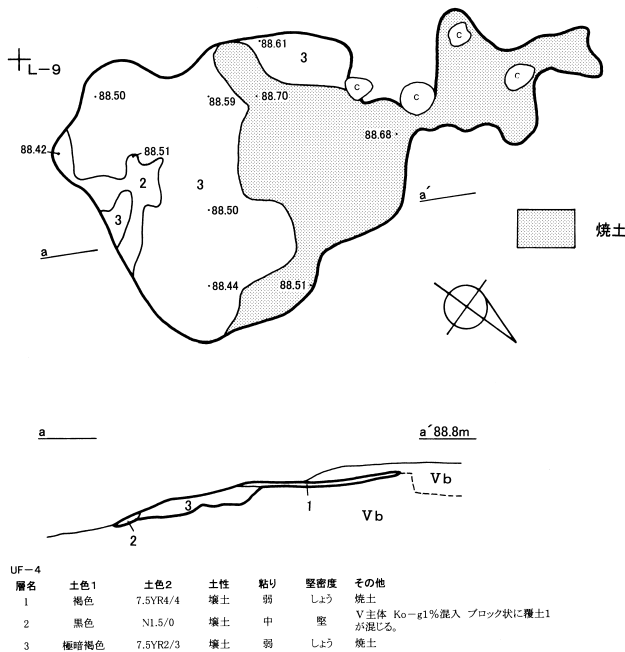 L-9
88.61
3
88.50
88.59
88.70
C
C
C
C
88.68
88.42
88.51
2
3
3
88.50
a
a´
焼土
88.44
88.51
a
a´88.8m
3
1
2
Ⅴb
Ⅴb
UF-4
層名 土色1 土色2 土性 粘り 堅密度 その他
1 褐色 7.5YR4/4 壌土 弱 しょう 焼土
2 黒色 N1.5/0 壌土 中 堅 Ⅴ主体 Ko-g1%混入 ブロック状に覆土1
が混じる。
3 極暗褐色 7.5YR2/3 壌土 弱 しょう 焼土